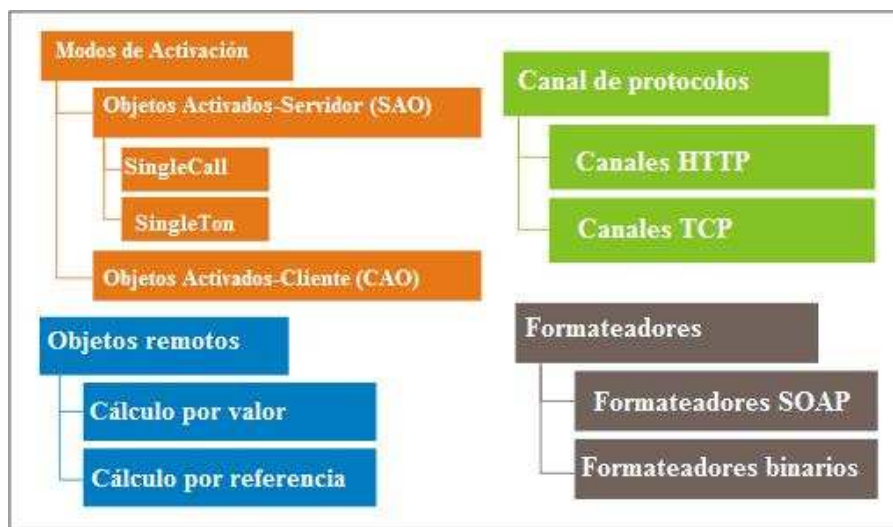 Modos de Activación
Objetos Activados-Servidor (SAO)
SingleCall
SingleTon
Objetos Activados-Cliente (CAO)
Canal de protocolos
Canales HTTP
Canales TCP
Objetos remotos
Cálculo por valor
Cálculo por referencia
Formateadores
Formateadores SOAP
Formateadores binarios